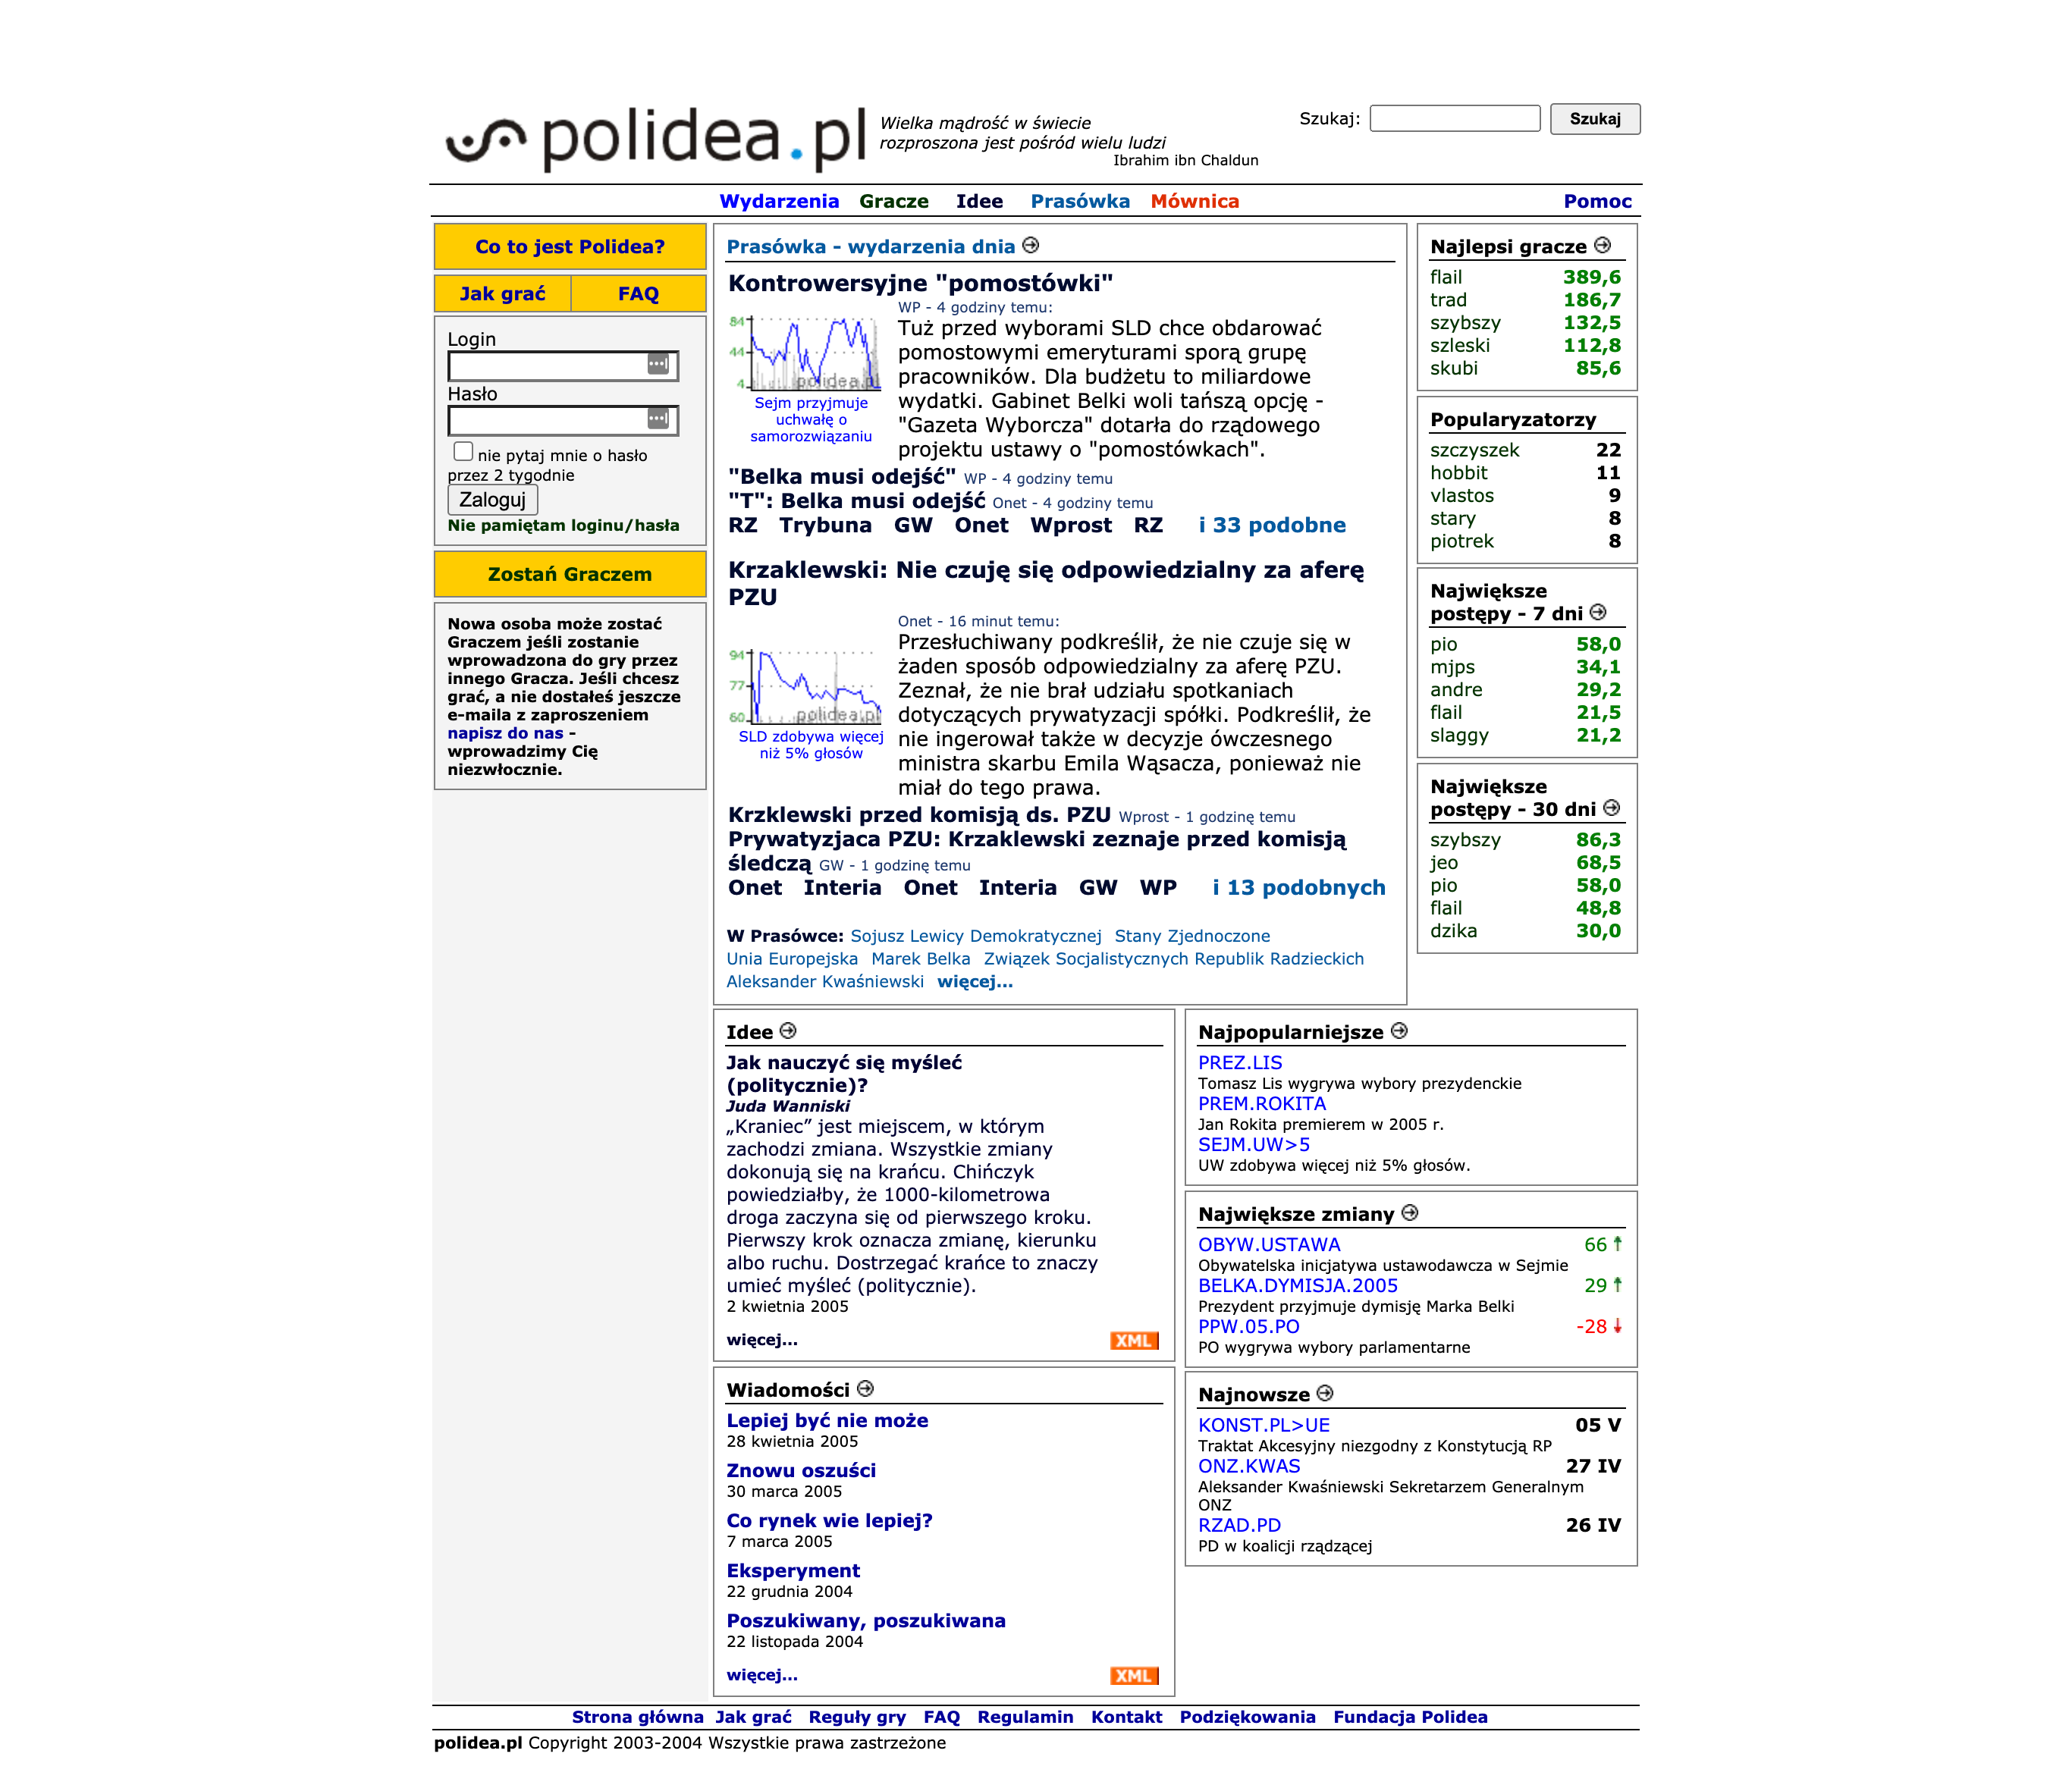 polidea.pl
Wielka mądrość w świecie
rozproszona jest pośród wielu ludzi
Ibrahim ibn Chaldun
Szukaj:
Szukaj
Wydarzenia Gracze Idee Prasówka Mównica Pomoc
Co to jest Polidea?
Jak grać FAQ
Login
Hasło
nie pytaj mnie o hasło
przez 2 tygodnie
Zaloguj
Nie pamiętam loginu/hasła
Zostań Graczem
Nowa osoba może zostać
Graczem jeśli zostanie
wprowadzona do gry przez
innego Gracza. Jeśli chcesz
grać, a nie dostałeś jeszcze
e-maila z zaproszeniem
napisz do nas -
wprowadzimy Cię
niezwłocznie.
Prasówka - wydarzenia dnia
Kontrowersyjne "pomostówki"
WP - 4 godziny temu:
84
44
4
polidea.pl
Sejm przyjmuje
uchwałę o
samorozwiązaniu
Tuż przed wyborami SLD chce obdarować
pomostowymi emeryturami sporą grupę
pracowników. Dla budżetu to miliardowe
wydatki. Gabinet Belki woli tańszą opcję -
"Gazeta Wyborcza" dotarła do rządowego
projektu ustawy o "pomostówkach".
"Belka musi odejść" WP - 4 godziny temu
"T": Belka musi odejść Onet - 4 godziny temu
RZ Trybuna GW Onet Wprost RZ i 33 podobne
Krzaklewski: Nie czuję się odpowiedzialny za aferę
PZU
Onet - 16 minut temu:
94
77
60
polidea.pl
SLD zdobywa więcej
niż 5% głosów
Przesłuchiwany podkreślił, że nie czuje się w
żaden sposób odpowiedzialny za aferę PZU.
Zeznał, że nie brał udziału spotkaniach
dotyczących prywatyzacji spółki. Podkreślił, że
nie ingerował także w decyzje ówczesnego
ministra skarbu Emila Wąsacza, ponieważ nie
miał do tego prawa.
Krzklewski przed komisją ds. PZU Wprost - 1 godzinę temu
Prywatyzjaca PZU: Krzaklewski zeznaje przed komisją
śledczą GW - 1 godzinę temu
Onet Interia Onet Interia GW WP i 13 podobnych
W Prasówce: Sojusz Lewicy Demokratycznej Stany Zjednoczone
Unia Europejska Marek Belka Związek Socjalistycznych Republik Radzieckich
Aleksander Kwaśniewski więcej...
Najlepsi gracze
flail 389,6
trad 186,7
szybszy 132,5
szleski 112,8
skubi 85,6
Popularyzatorzy
szczyszek 22
hobbit 11
vlastos 9
stary 8
piotrek 8
Największe
postępy - 7 dni
pio 58,0
mjps 34,1
andre 29,2
flail 21,5
slaggy 21,2
Największe
postępy - 30 dni
szybszy 86,3
jeo 68,5
pio 58,0
flail 48,8
dzika 30,0
Idee
Jak nauczyć się myśleć
(politycznie)?
Juda Wanniski
„Kraniec” jest miejscem, w którym
zachodzi zmiana. Wszystkie zmiany
dokonują się na krańcu. Chińczyk
powiedziałby, że 1000-kilometrowa
droga zaczyna się od pierwszego kroku.
Pierwszy krok oznacza zmianę, kierunku
albo ruchu. Dostrzegać krańce to znaczy
umieć myśleć (politycznie).
2 kwietnia 2005
więcej... XML
Wiadomości
Lepiej być nie może
28 kwietnia 2005
Znowu oszuści
30 marca 2005
Co rynek wie lepiej?
7 marca 2005
Eksperyment
22 grudnia 2004
Poszukiwany, poszukiwana
22 listopada 2004
więcej... XML
Najpopularniejsze
PREZ.LIS
Tomasz Lis wygrywa wybory prezydenckie
PREM.ROKITA
Jan Rokita premierem w 2005 r.
SEJM.UW>5
UW zdobywa więcej niż 5% głosów.
Największe zmiany
OBYW.USTAWA 66
Obywatelska inicjatywa ustawodawcza w Sejmie
BELKA.DYMISJA.2005 29
Prezydent przyjmuje dymisję Marka Belki
PPW.05.PO -28
PO wygrywa wybory parlamentarne
Najnowsze
KONST.PL>UE 05 V
Traktat Akcesyjny niezgodny z Konstytucją RP
ONZ.KWAS 27 IV
Aleksander Kwaśniewski Sekretarzem Generalnym
ONZ
RZAD.PD 26 IV
PD w koalicji rządzącej
Strona główna Jak grać Reguły gry FAQ Regulamin Kontakt Podziękowania Fundacja Polidea
polidea.pl Copyright 2003-2004 Wszystkie prawa zastrzeżone